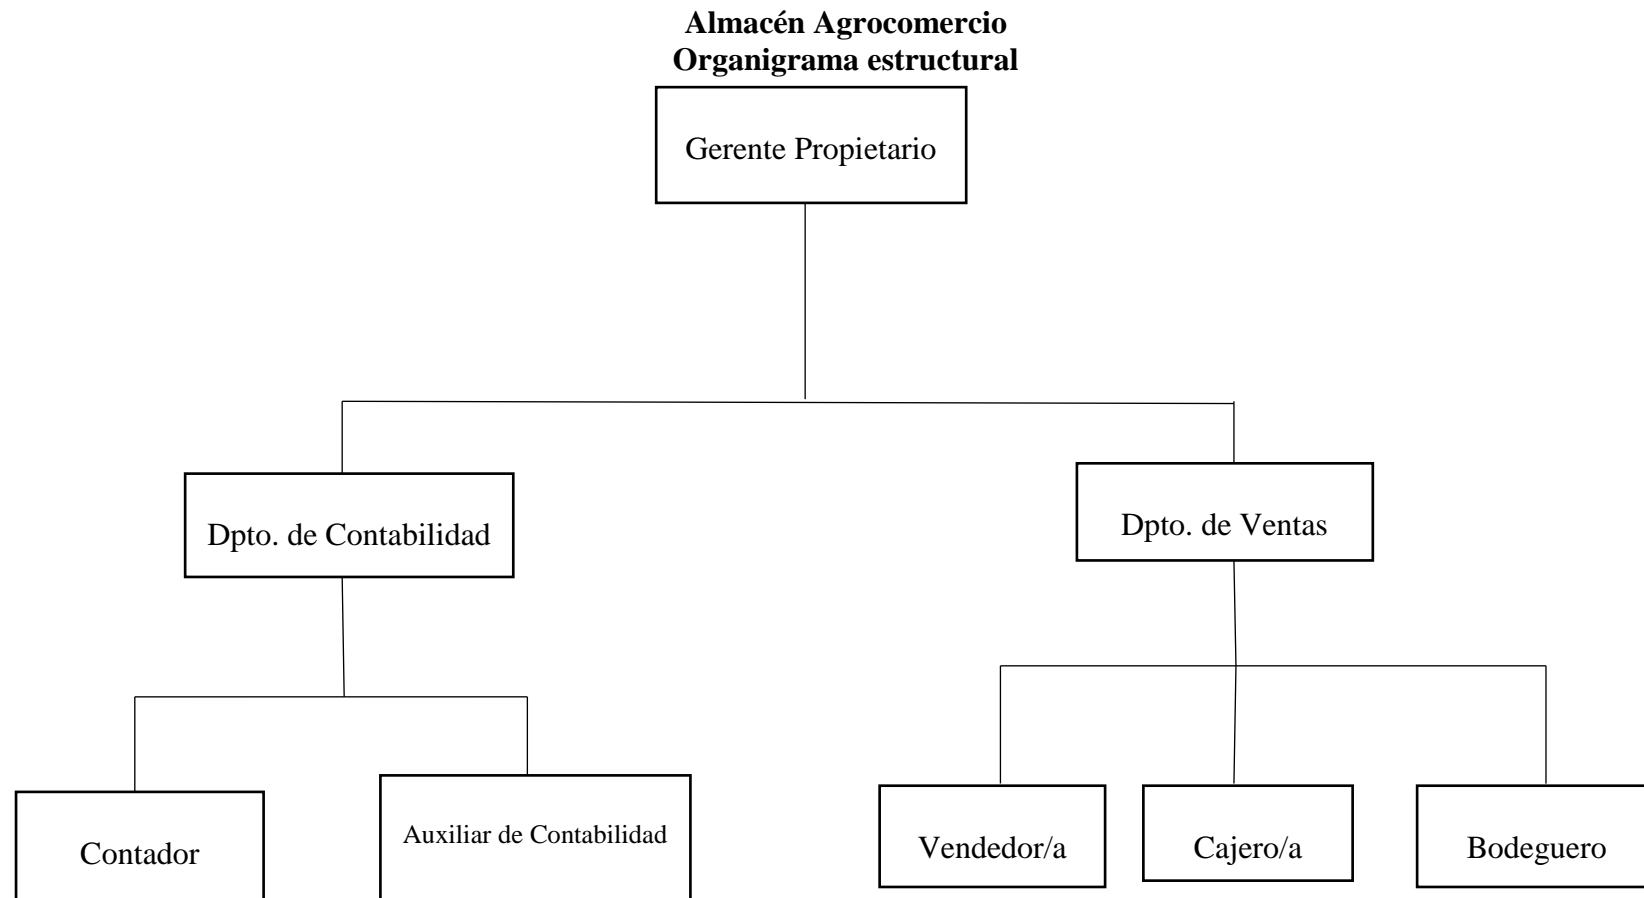 Almacén Agrocomercio
Organigrama estructural
Gerente Propietario
Dpto. de Contabilidad
Dpto. de Ventas
Contador
Auxiliar de Contabilidad
Vendedor/a
Cajero/a
Bodeguero